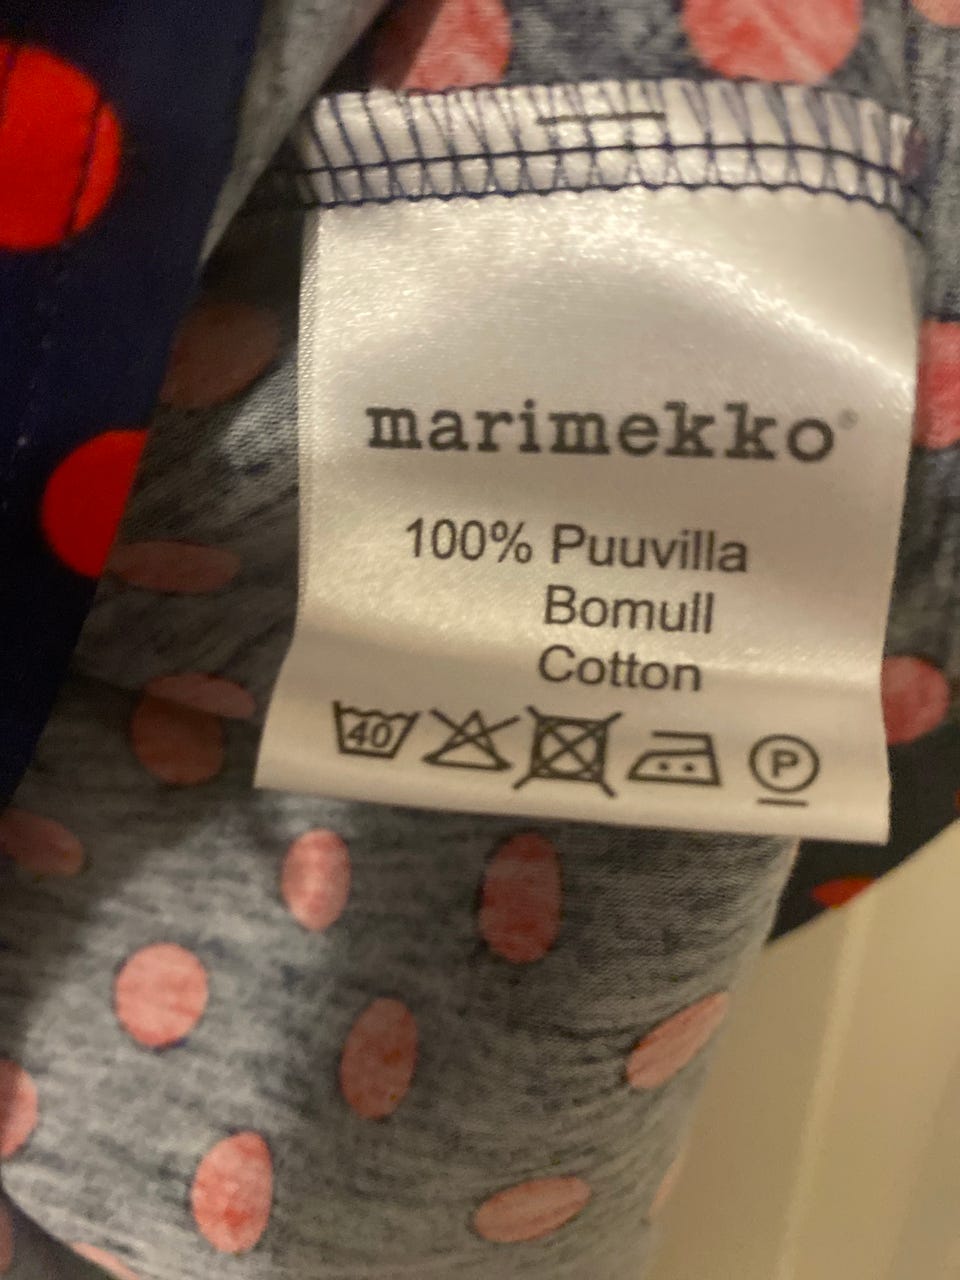 marimekko®
100% Puuvilla
Bomull
Cotton
40 P